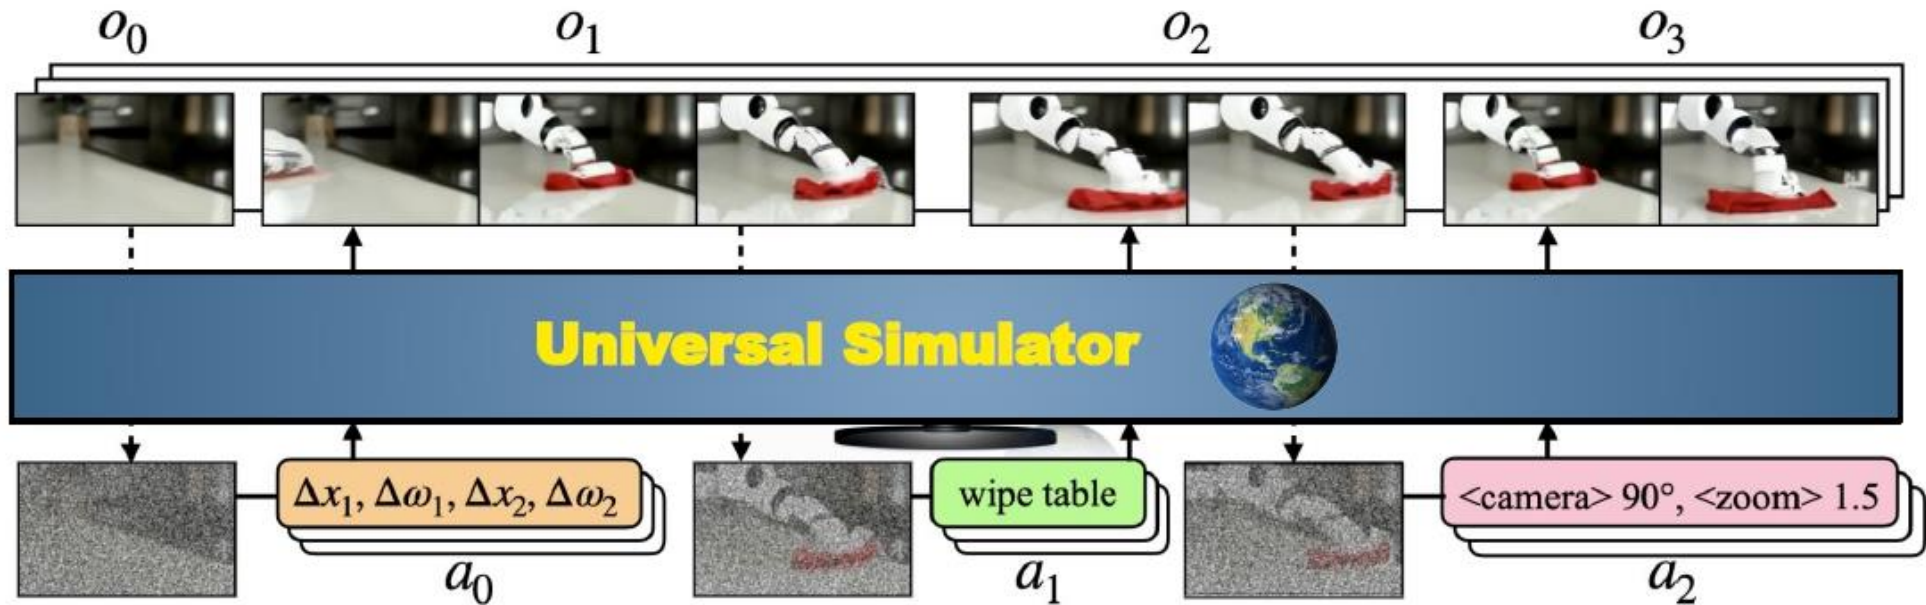 o₀ o₁ o₂ o₃
Universal Simulator
Δx₁, Δω₁, Δx₂, Δω₂
wipe table
<camera> 90°, <zoom> 1.5
a₀ a₁ a₂